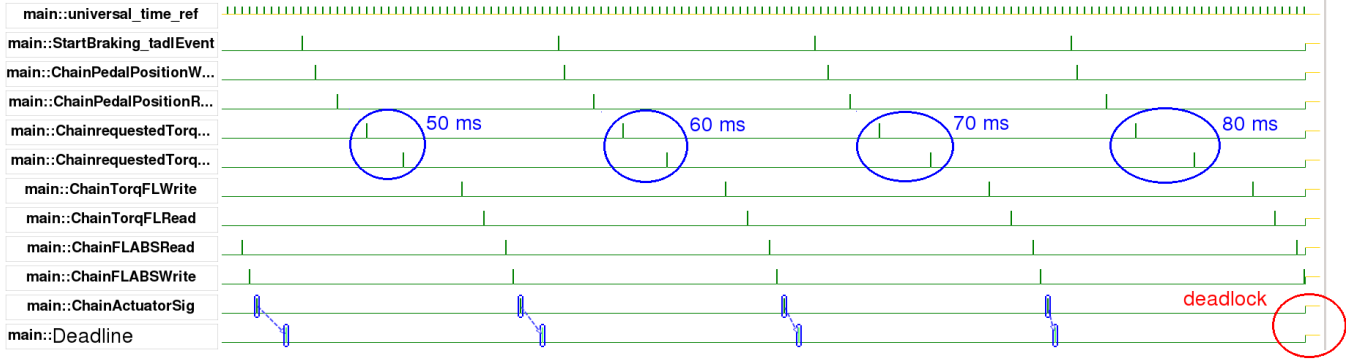 main::universal_time_ref
main::StartBraking_tadlEvent
main::ChainPedalPositionW...
main::ChainPedalPositionR...
main::ChainrequestedTorq...
50 ms
60 ms
70 ms
80 ms
main::ChainrequestedTorq...
main::ChainTorqFLWrite
main::ChainTorqFLRead
main::ChainFLABSRead
main::ChainFLABSWrite
main::ChainActuatorSig
deadlock
main::Deadline